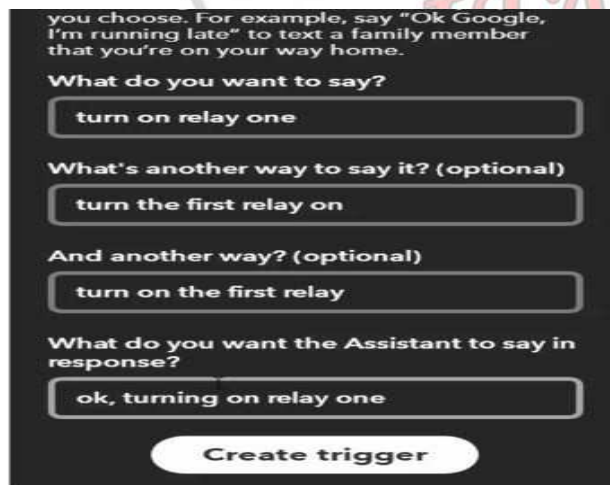 you choose. For example, say "Ok Google,
I'm running late" to text a family member
that you're on your way home.
What do you want to say?
turn on relay one
What's another way to say it? (optional)
turn the first relay on
And another way? (optional)
turn on the first relay
What do you want the Assistant to say in
response?
ok, turning on relay one
Create trigger